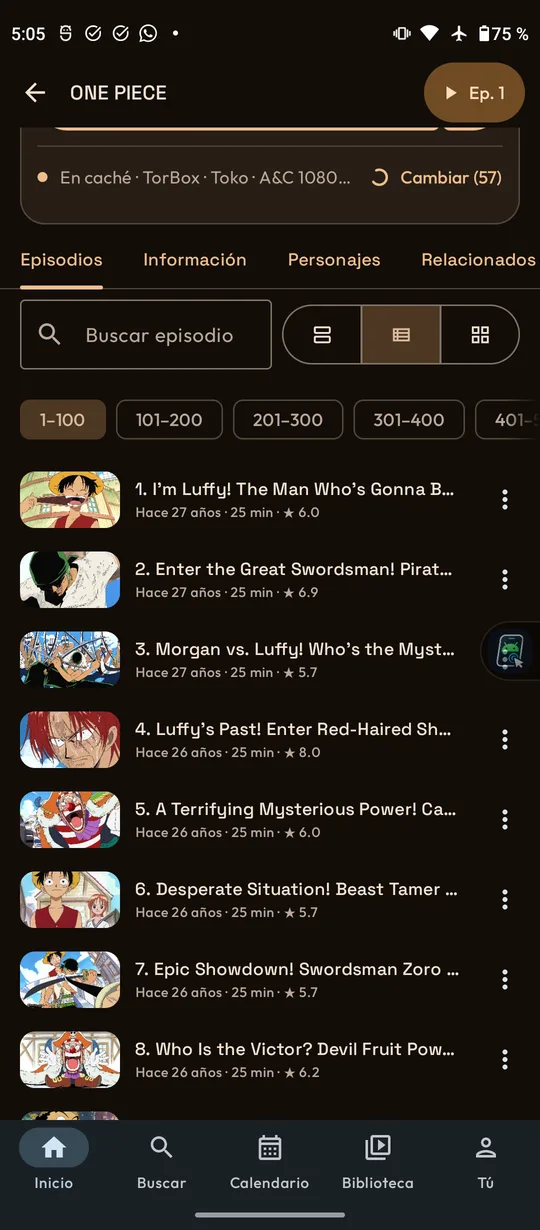 5:05
75 %
ONE PIECE
Ep. 1
En caché · TorBox · Toko · A&C 1080...
Cambiar (57)
Episodios
Información
Personajes
Relacionados
Buscar episodio
1–100
101–200
201–300
301–400
401–5
1. I'm Luffy! The Man Who's Gonna B...
Hace 27 años · 25 min · ★ 6.0
2. Enter the Great Swordsman! Pirat...
Hace 27 años · 25 min · ★ 6.9
3. Morgan vs. Luffy! Who's the Myst...
Hace 27 años · 25 min · ★ 5.7
4. Luffy's Past! Enter Red-Haired Sh...
Hace 26 años · 25 min · ★ 8.0
5. A Terrifying Mysterious Power! Ca...
Hace 26 años · 25 min · ★ 6.0
6. Desperate Situation! Beast Tamer ...
Hace 26 años · 25 min · ★ 5.7
7. Epic Showdown! Swordsman Zoro ...
Hace 26 años · 25 min · ★ 5.7
8. Who Is the Victor? Devil Fruit Pow...
Hace 26 años · 25 min · ★ 6.2
Inicio
Buscar
Calendario
Biblioteca
Tú